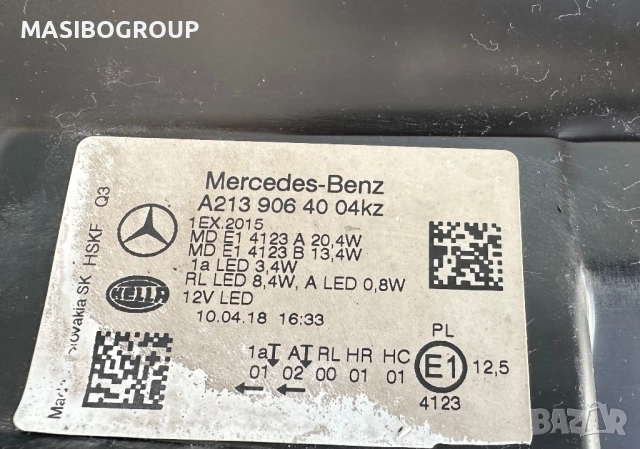 MASIBOGROUP
Mercedes-Benz
A213 906 40 04kz
1EX.2015
MD E1 4123 A 20,4W
MD E1 4123 B 13,4W
1a LED 3,4W
RL LED 8,4W, A LED 0,8W
12V LED
10.04.18 16:33
HELLA
SK HSKF Q3
1a A RL HR HC
01 02 00 01 01
PL
E1
12,5
4123
BAZAR